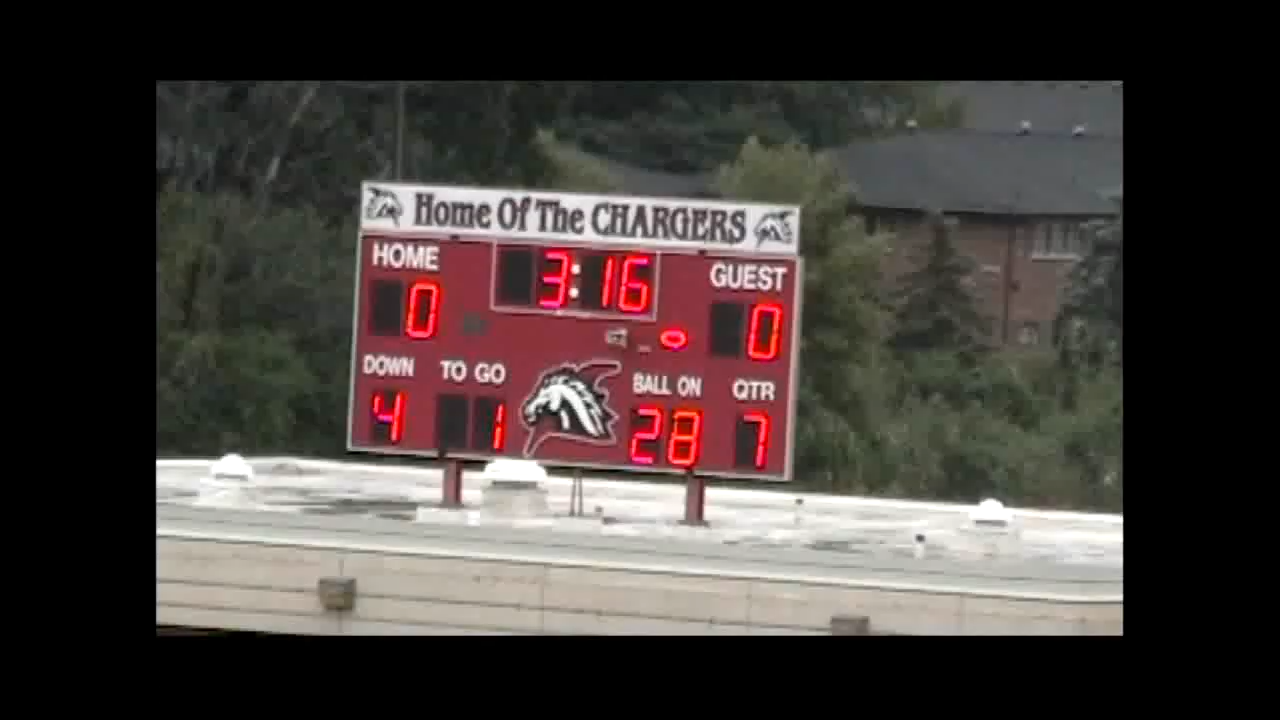 Home Of The CHARGERS
HOME 3:16 GUEST
0 0
DOWN TO GO BALL ON QTR
4 1 28 7